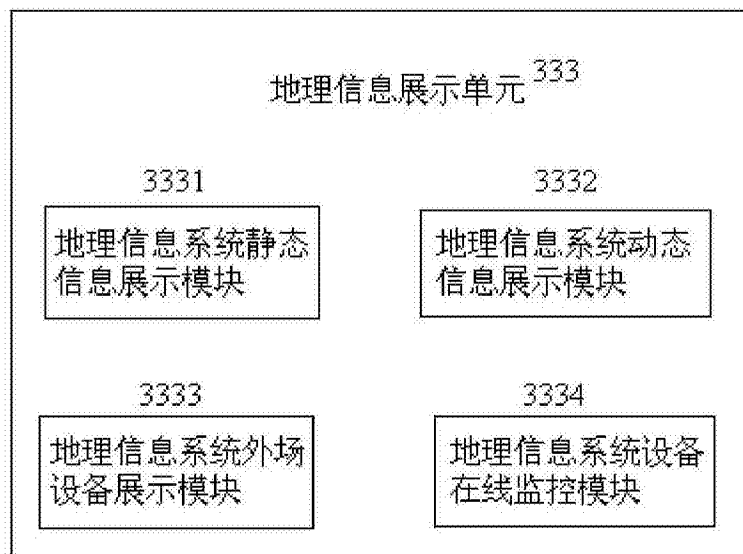 地理信息展示单元333
3331
地理信息系统静态
信息展示模块
3332
地理信息系统动态
信息展示模块
3333
地理信息系统外场
设备展示模块
3334
地理信息系统设备
在线监控模块